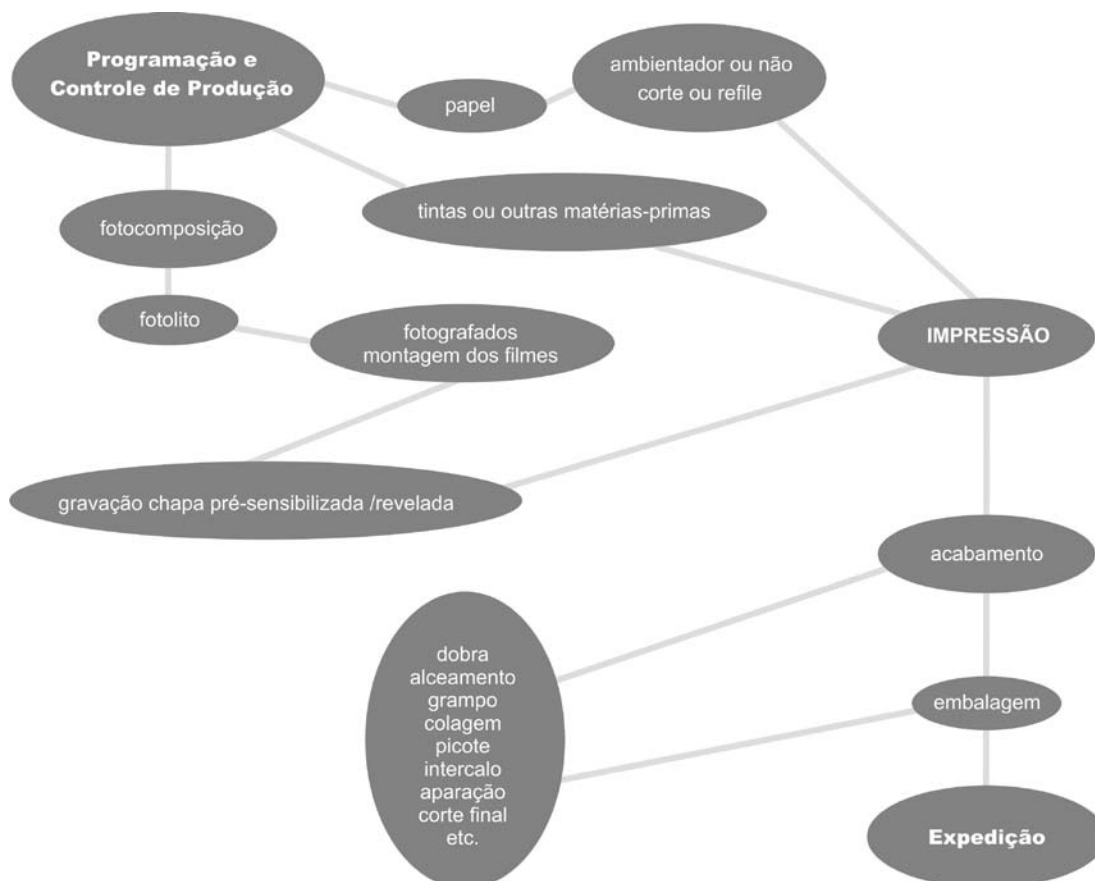 Programação e
Controle de Produção
papel
ambientador ou não
corte ou refile
tintas ou outras matérias-primas
fotocomposição
fotolito
fotografados
montagem dos filmes
IMPRESSÃO
gravação chapa pré-sensibilizada /revelada
acabamento
dobra
alceamento
grampo
colagem
picote
intercalo
aparação
corte final
etc.
embalagem
Expedição